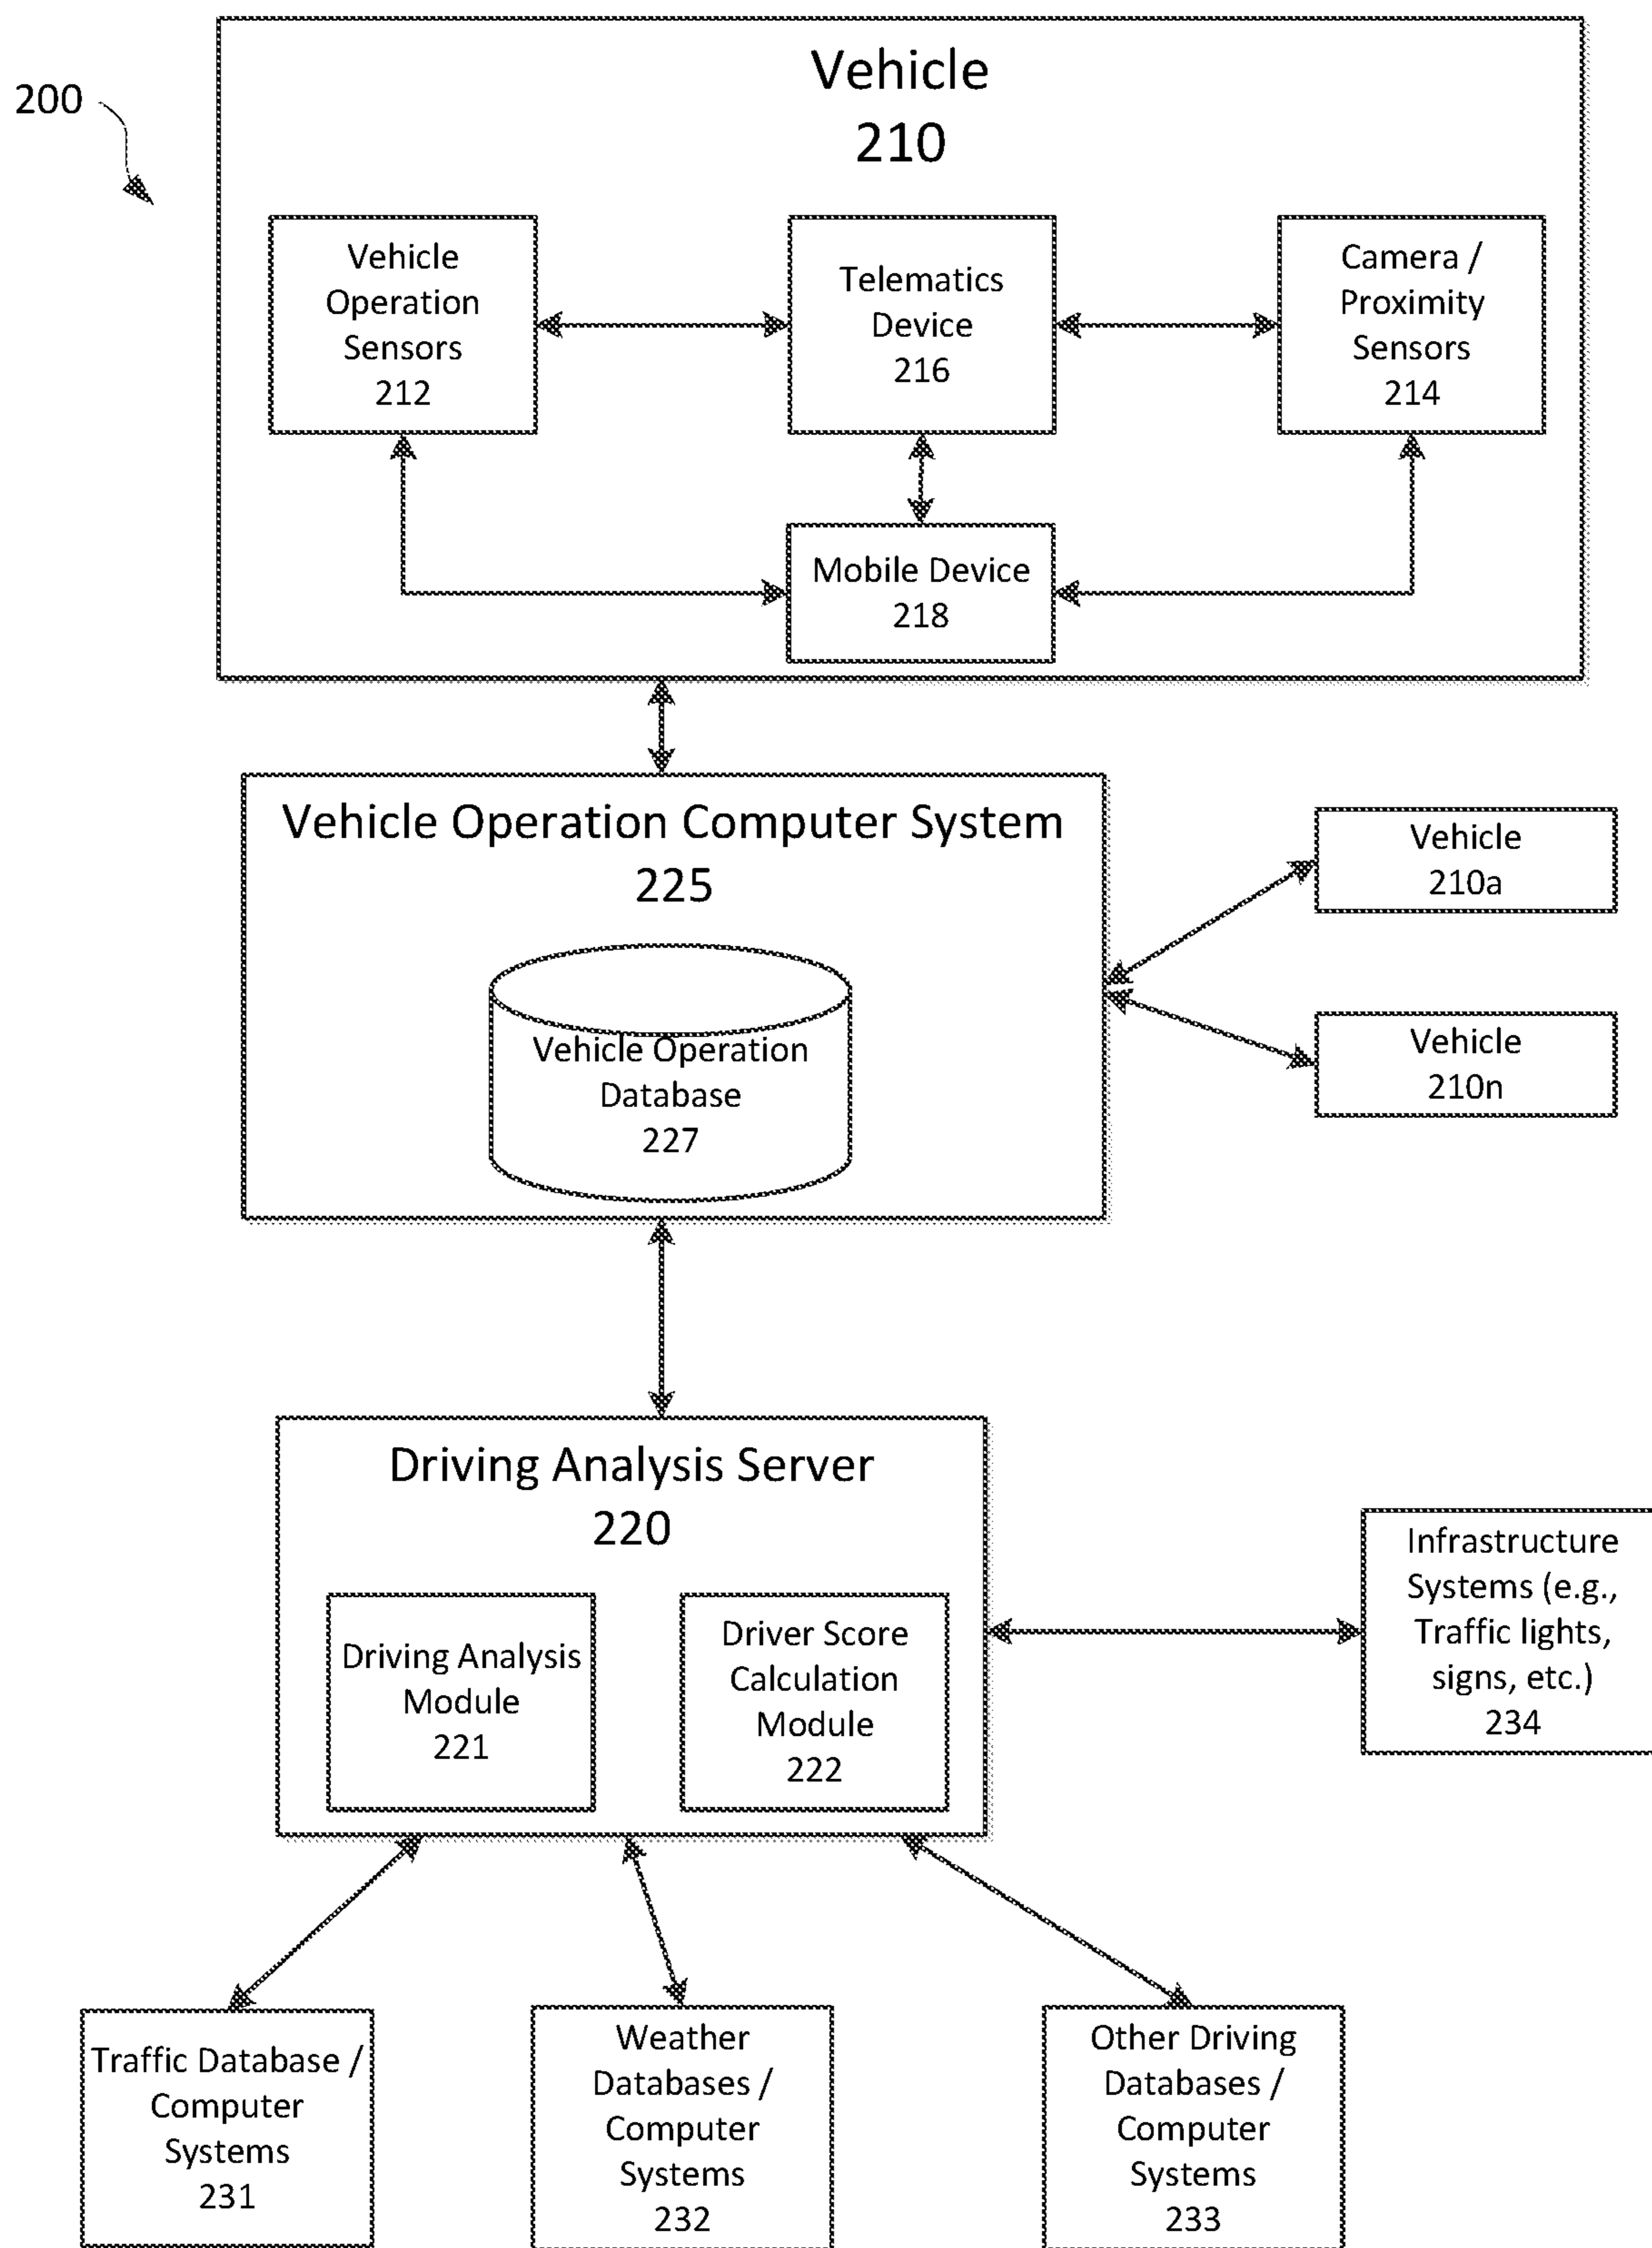 200
Vehicle
210
Vehicle
Operation
Sensors
212
Telematics
Device
216
Camera /
Proximity
Sensors
214
Mobile Device
218
Vehicle Operation Computer System
225
Vehicle Operation
Database
227
Vehicle
210a
Vehicle
210n
Driving Analysis Server
220
Driving Analysis
Module
221
Driver Score
Calculation
Module
222
Infrastructure
Systems (e.g.,
Traffic lights,
signs, etc.)
234
Traffic Database /
Computer
Systems
231
Weather
Databases /
Computer
Systems
232
Other Driving
Databases /
Computer
Systems
233